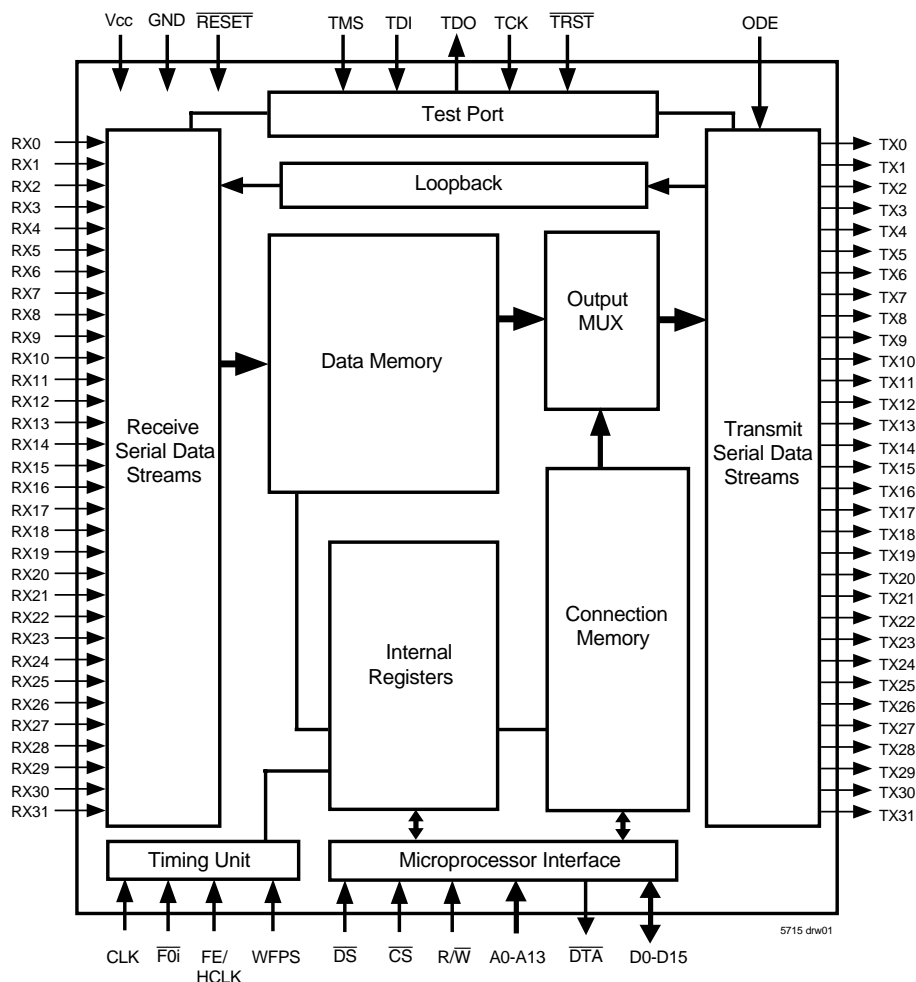 Vcc GND RESET TMS TDI TDO TCK TRST ODE
Test Port
Loopback
RX0
RX1
RX2
RX3
RX4
RX5
RX6
RX7
RX8
RX9
RX10
RX11
RX12
RX13
RX14
RX15
RX16
RX17
RX18
RX19
RX20
RX21
RX22
RX23
RX24
RX25
RX26
RX27
RX28
RX29
RX30
RX31
Receive
Serial Data
Streams
Data Memory
Output
MUX
Internal
Registers
Connection
Memory
Transmit
Serial Data
Streams
TX0
TX1
TX2
TX3
TX4
TX5
TX6
TX7
TX8
TX9
TX10
TX11
TX12
TX13
TX14
TX15
TX16
TX17
TX18
TX19
TX20
TX21
TX22
TX23
TX24
TX25
TX26
TX27
TX28
TX29
TX30
TX31
Timing Unit
Microprocessor Interface
5715 drw01
CLK F0i FE/ WFPS DS CS R/W A0-A13 DTA D0-D15
HCLK